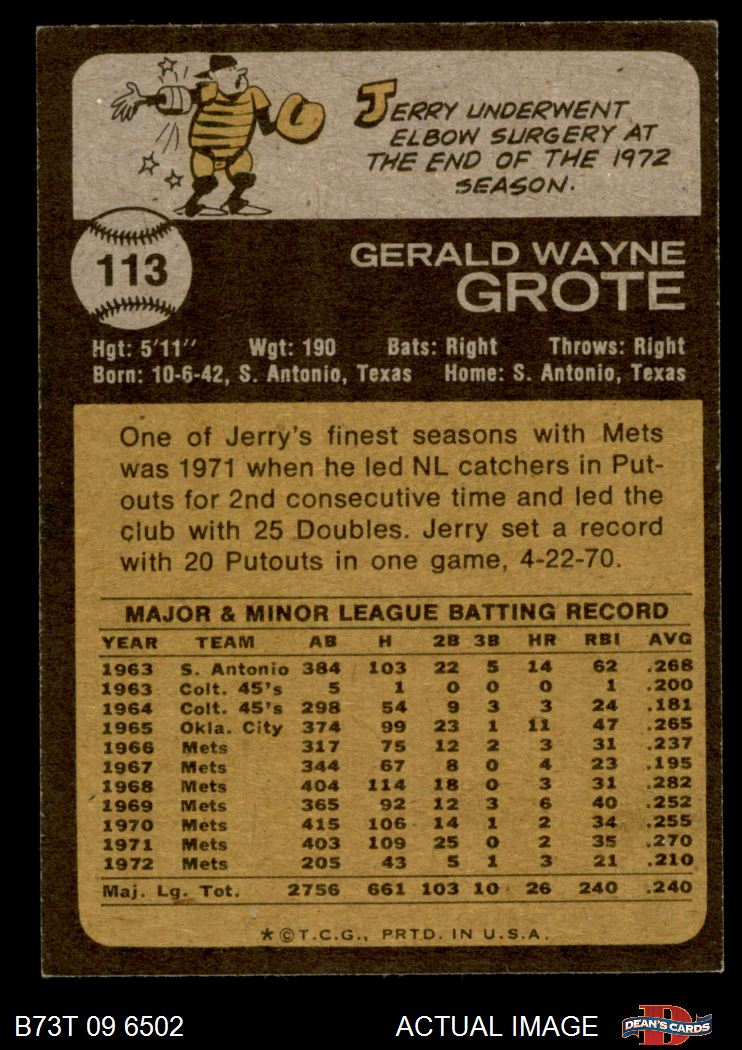 JERRY UNDERWENT
ELBOW SURGERY AT
THE END OF THE 1972
SEASON.
113
GERALD WAYNE
GROTE
Hgt: 5'11" Wgt: 190 Bats: Right Throws: Right
Born: 10-6-42, S. Antonio, Texas Home: S. Antonio, Texas
One of Jerry's finest seasons with Mets
was 1971 when he led NL catchers in Put-
outs for 2nd consecutive time and led the
club with 25 Doubles. Jerry set a record
with 20 Putouts in one game, 4-22-70.
MAJOR & MINOR LEAGUE BATTING RECORD
YEAR TEAM AB H 2B 3B HR RBI AVG
1963 S. Antonio 384 103 22 5 14 62 .268
1963 Colt. 45's 5 1 0 0 0 1 .200
1964 Colt. 45's 298 54 9 3 3 24 .181
1965 Okla. City 374 99 23 1 11 47 .265
1966 Mets 317 75 12 2 3 31 .237
1967 Mets 344 67 8 0 4 23 .195
1968 Mets 404 114 18 0 3 31 .282
1969 Mets 365 92 12 3 6 40 .252
1970 Mets 415 106 14 1 2 34 .255
1971 Mets 403 109 25 0 2 35 .270
1972 Mets 205 43 5 1 3 21 .210
Maj. Lg. Tot. 2756 661 103 10 26 240 .240
*©T.C.G., PRTD. IN U.S.A.
B73T 09 6502 ACTUAL IMAGE
D
DEAN'S CARDS